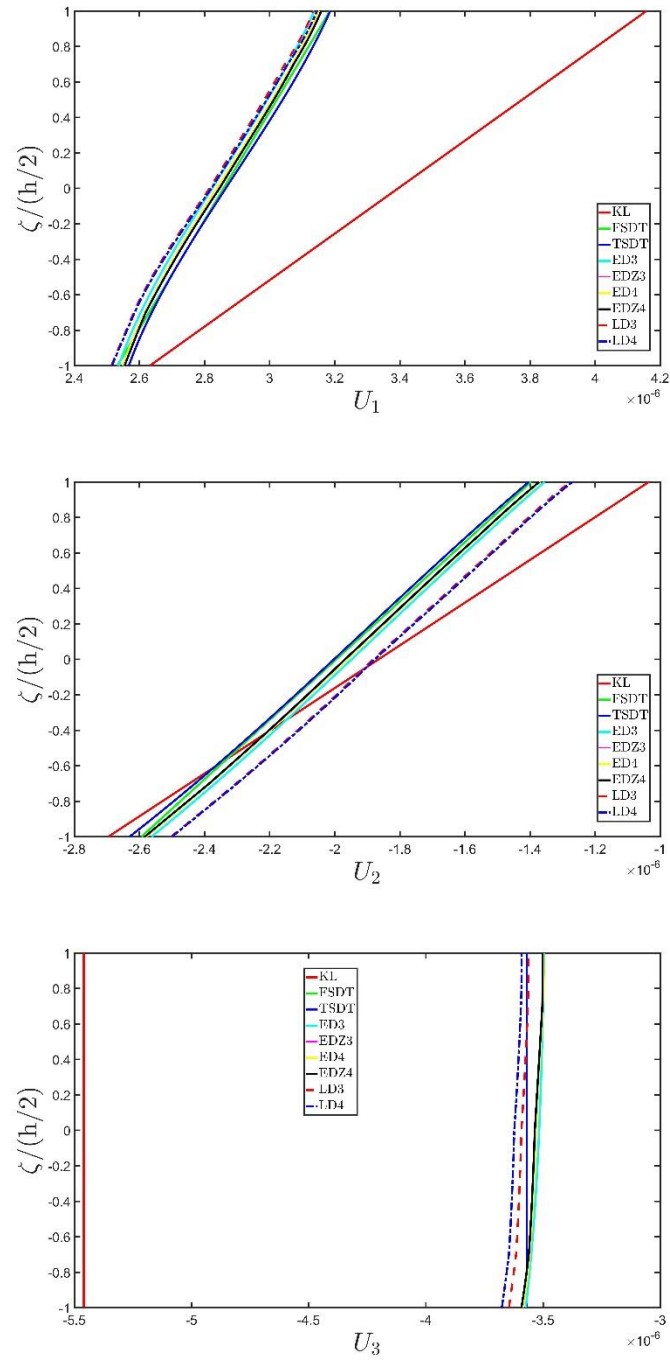 1
0.8
0.6
0.4
0.2
0
-0.2
-0.4
-0.6
-0.8
-1
ζ/(h/2)
KL
FSDT
TSDT
ED3
EDZ3
ED4
EDZ4
LD3
LD4
2.4 2.6 2.8 3 3.2 3.4 3.6 3.8 4 4.2
U₁ ×10⁻⁶
1
0.8
0.6
0.4
0.2
0
-0.2
-0.4
-0.6
-0.8
-1
ζ/(h/2)
KL
FSDT
TSDT
ED3
EDZ3
ED4
EDZ4
LD3
LD4
-2.8 -2.6 -2.4 -2.2 -2 -1.8 -1.6 -1.4 -1.2 -1
U₂ ×10⁻⁶
1
0.8
0.6
0.4
0.2
0
-0.2
-0.4
-0.6
-0.8
-1
ζ/(h/2)
KL
FSDT
TSDT
ED3
EDZ3
ED4
EDZ4
LD3
LD4
-5.5 -5 -4.5 -4 -3.5 -3
U₃ ×10⁻⁶